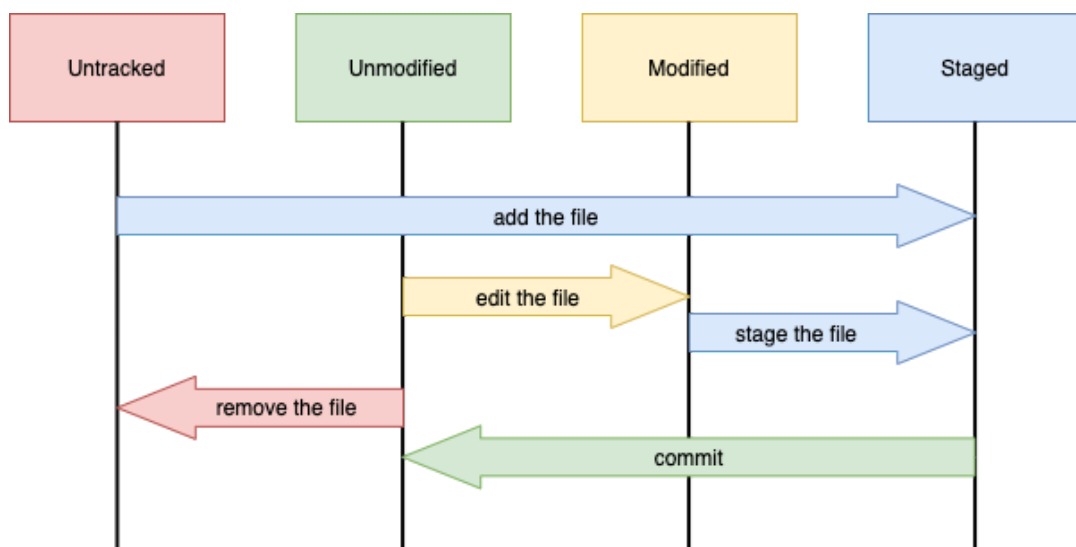 Untracked
Unmodified
Modified
Staged
add the file
edit the file
stage the file
remove the file
commit